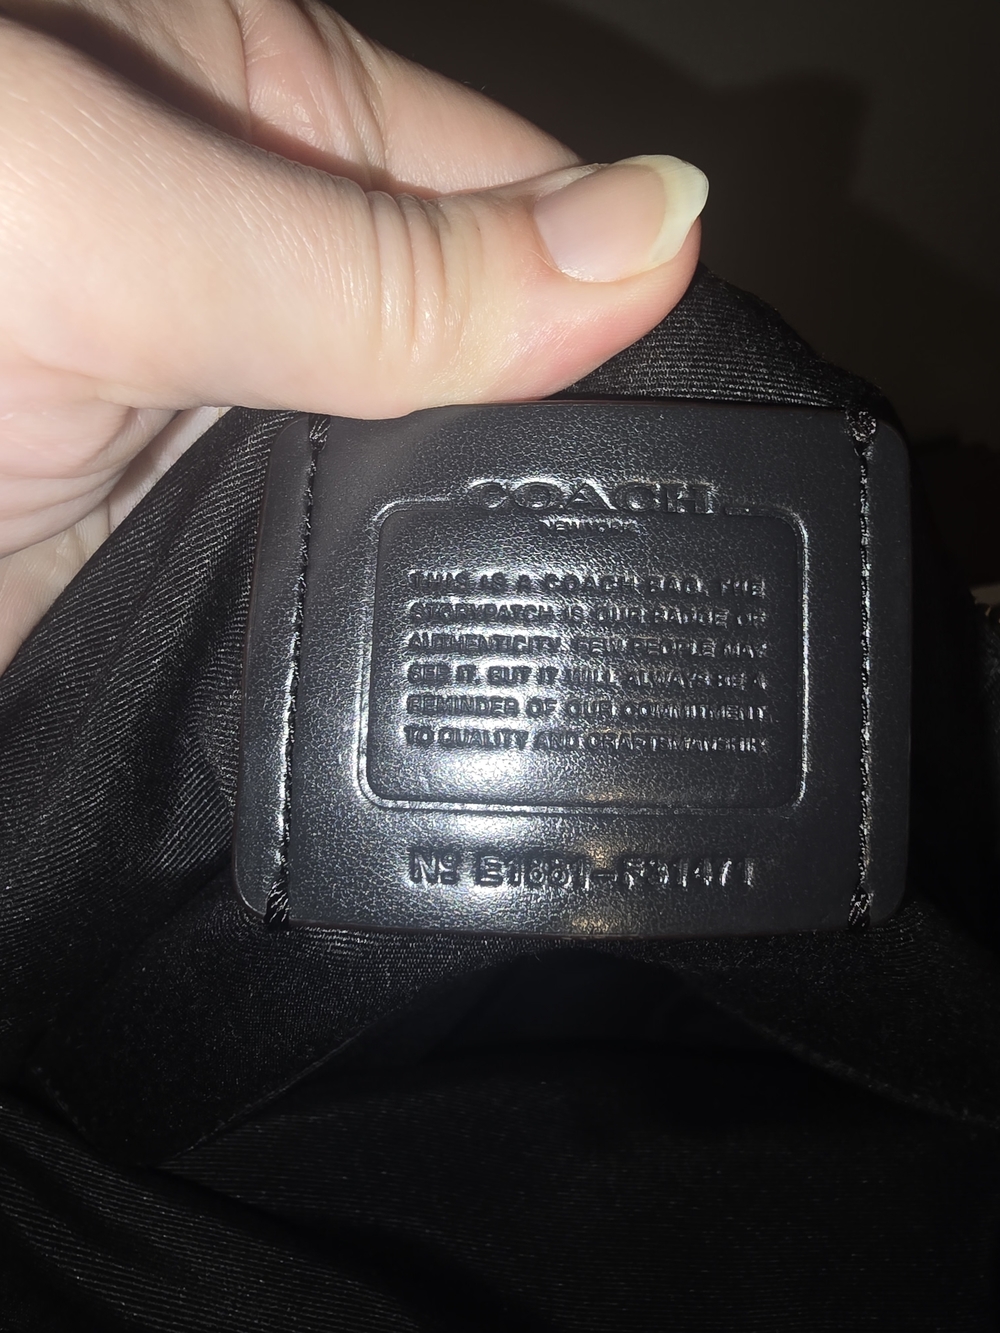 COACH
NEW YORK
THIS IS A COACH BAG. THE
STORYPATCH IS OUR BADGE OF
AUTHENTICITY. FEW PEOPLE MAY
SEE IT, BUT IT WILL ALWAYS BE A
REMINDER OF OUR COMMITMENT
TO QUALITY AND CRAFTSMANSHIP.
Nº E1681-F31471